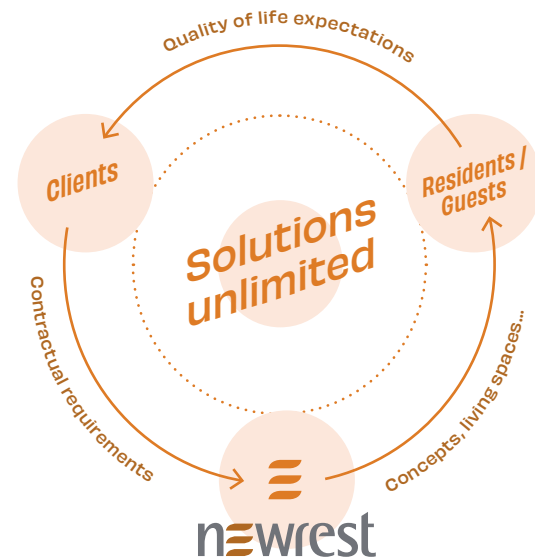 Quality of life expectations
Clients
Residents /
Guests
Solutions
unlimited
Contractual requirements
Concepts, living spaces...
newrest